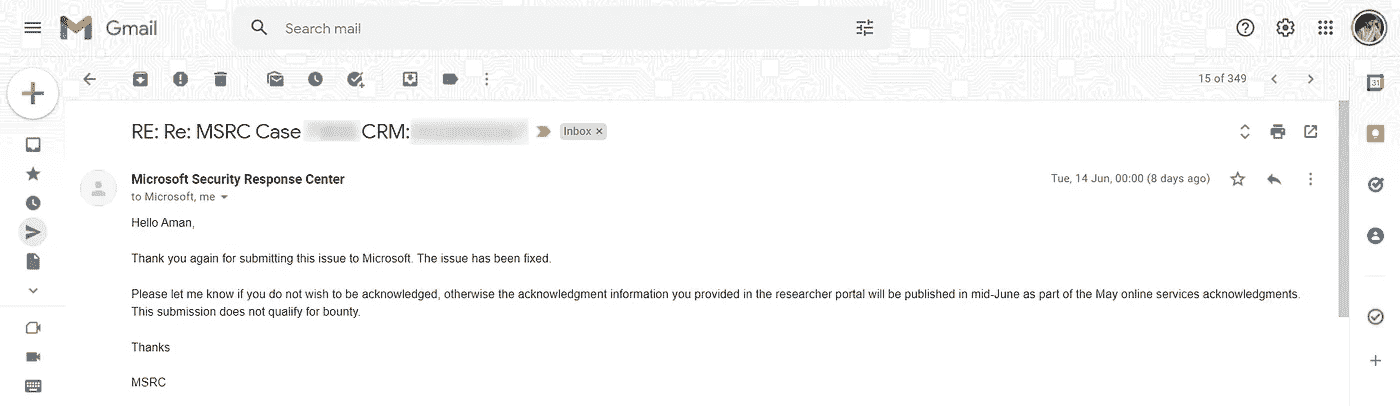 Gmail
Search mail
15 of 349
31
RE: Re: MSRC Case CRM: Inbox ×
Microsoft Security Response Center
Tue, 14 Jun, 00:00 (8 days ago)
to Microsoft, me
Hello Aman,
Thank you again for submitting this issue to Microsoft. The issue has been fixed.
Please let me know if you do not wish to be acknowledged, otherwise the acknowledgment information you provided in the researcher portal will be published in mid-June as part of the May online services acknowledgments.
This submission does not qualify for bounty.
Thanks
MSRC